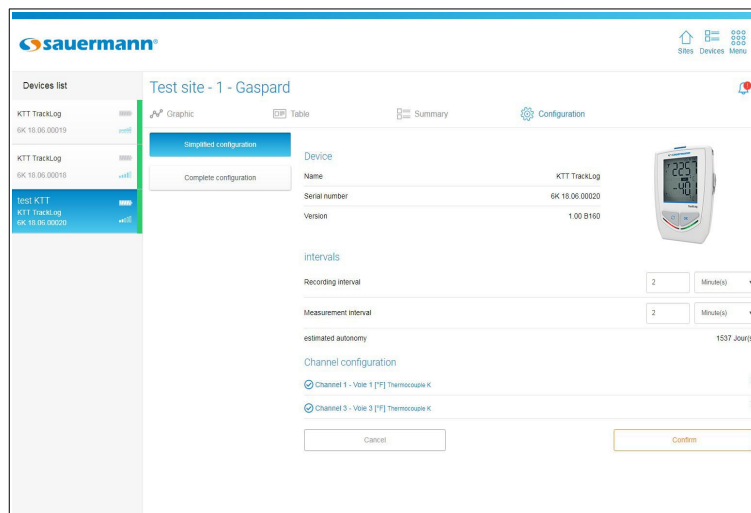 sauermann®
Sites Devices Menu
Devices list
Test site - 1 - Gaspard
KTT TrackLog
6K 18.06.00019
Graphic
Table
Summary
Configuration
KTT TrackLog
6K 18.06.00018
test KTT
KTT TrackLog
6K 18.06.00020
Simplified configuration
Complete configuration
Device
Name KTT TrackLog
Serial number 6K 18.06.00020
Version 1.00 B160
intervals
Recording interval 2 Minute(s)
Measurement interval 2 Minute(s)
estimated autonomy 1537 Jour(s
Channel configuration
Channel 1 - Voie 1 [°F] Thermocouple K
Channel 3 - Voie 3 [°F] Thermocouple K
Cancel Confirm